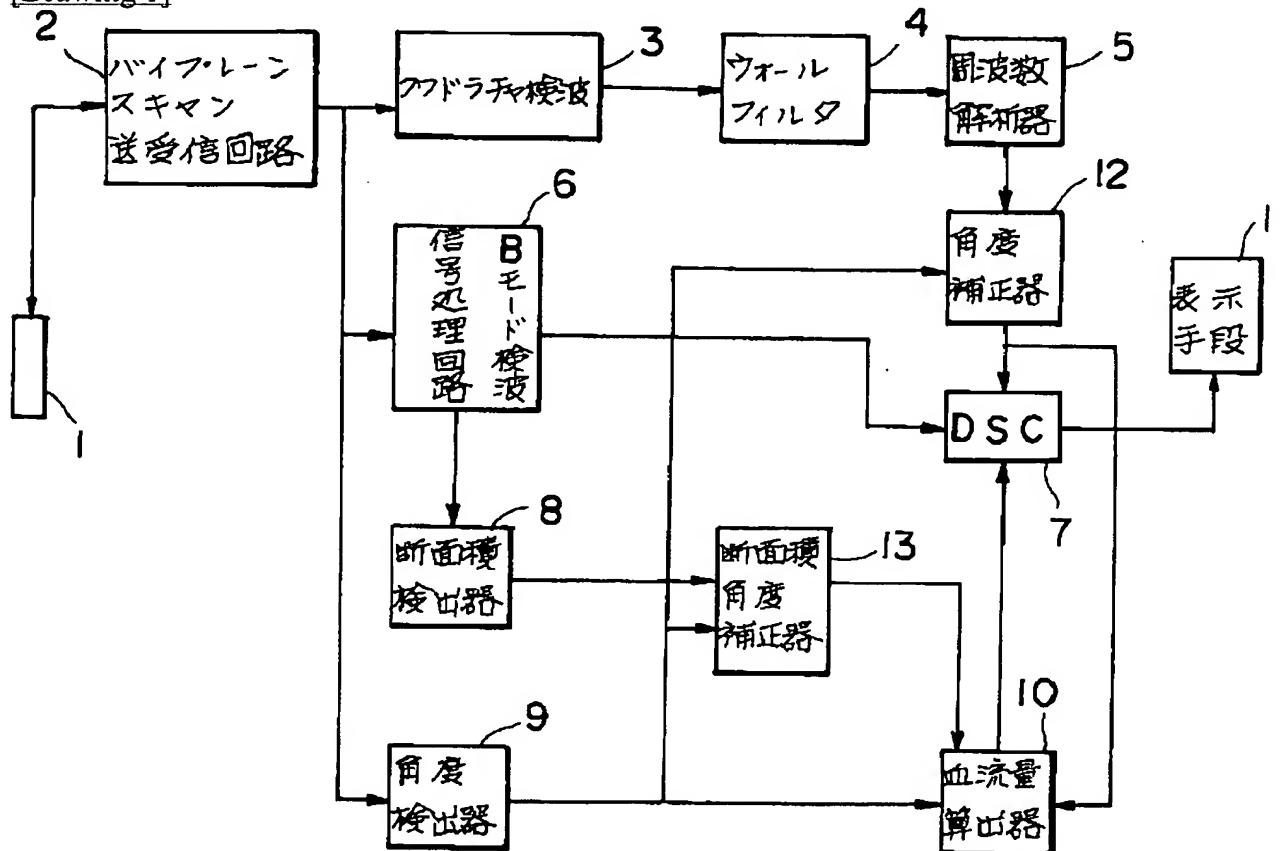 2
バイプレーン
スキャン
送受信回路
3
クワドラチャ検波
4
ウォール
フィルタ
5
周波数
解析器
6
Bモード検波
信号処理回路
12
角度
補正器
1
表示
手段
1
DSC
7
8
断面積
検出器
13
断面積
角度
補正器
9
角度
検出器
10
血流量
算出器